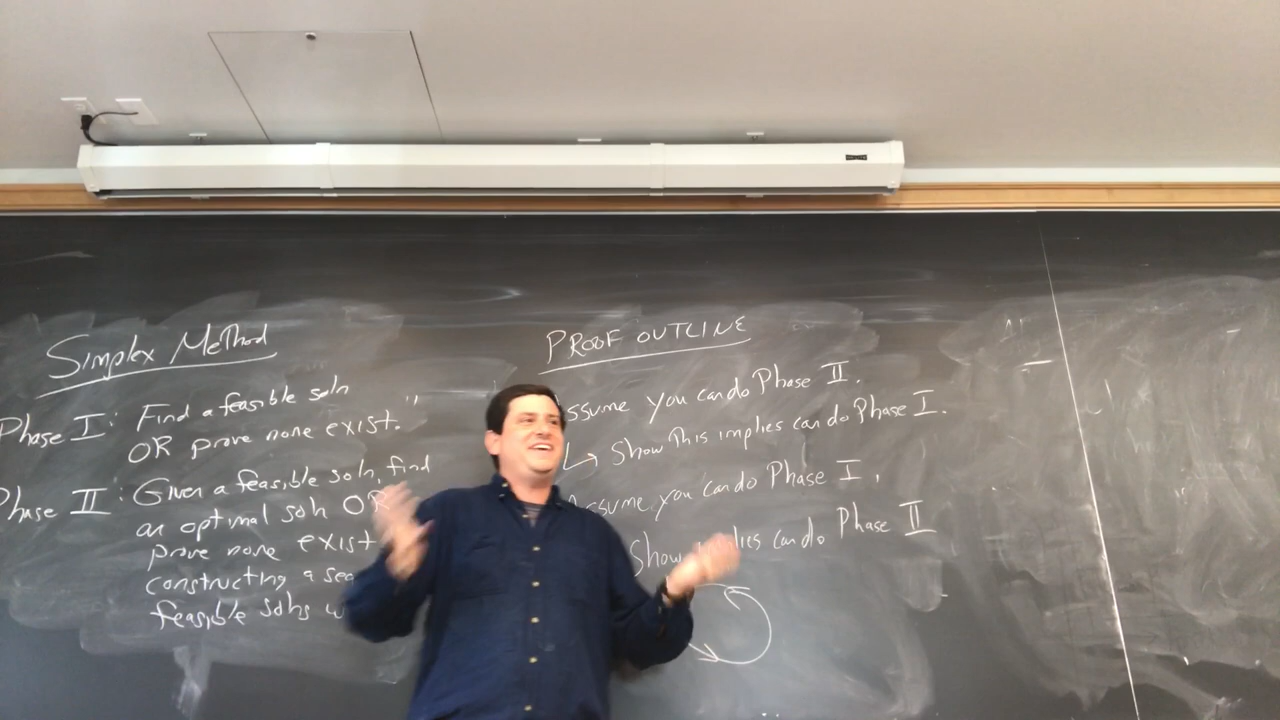 Simplex Method
Phase I: Find a feasible soln
OR prove none exist."
Phase II: Given a feasible soln, find
an optimal soln OR
prove none exist
constructing a
feasible solns
PROOF OUTLINE
ssume you can do Phase II.
↳ Show this implies can do Phase I.
Assume you can do Phase I,
Show implies can do Phase II